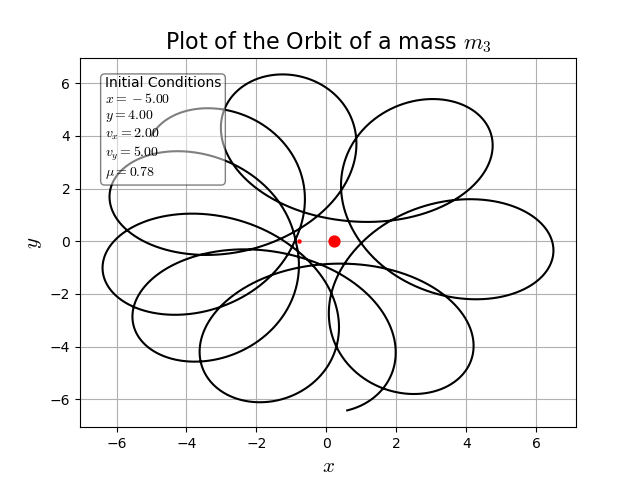 Plot of the Orbit of a mass m₃
Initial Conditions
x = −5.00
y = 4.00
vₓ = 2.00
v_y = 5.00
μ = 0.78
6
4
2
0
−2
−4
−6
y
−6 −4 −2 0 2 4 6
x